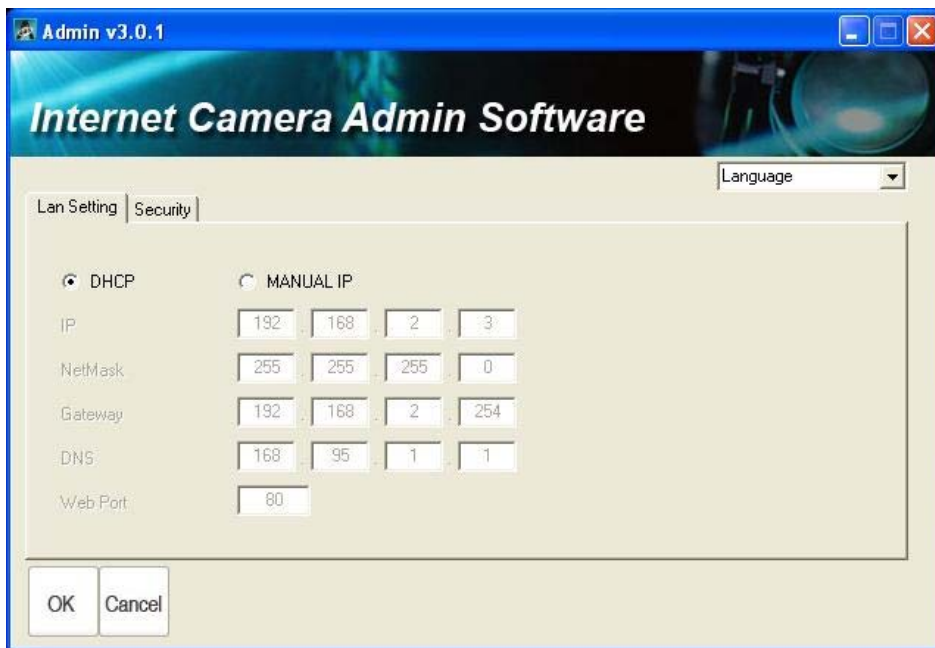 Admin v3.0.1
Internet Camera Admin Software
Language
Lan Setting Security
DHCP MANUAL IP
IP 192 . 168 . 2 . 3
NetMask 255 . 255 . 255 . 0
Gateway 192 . 168 . 2 . 254
DNS 168 . 95 . 1 . 1
Web Port 80
OK Cancel